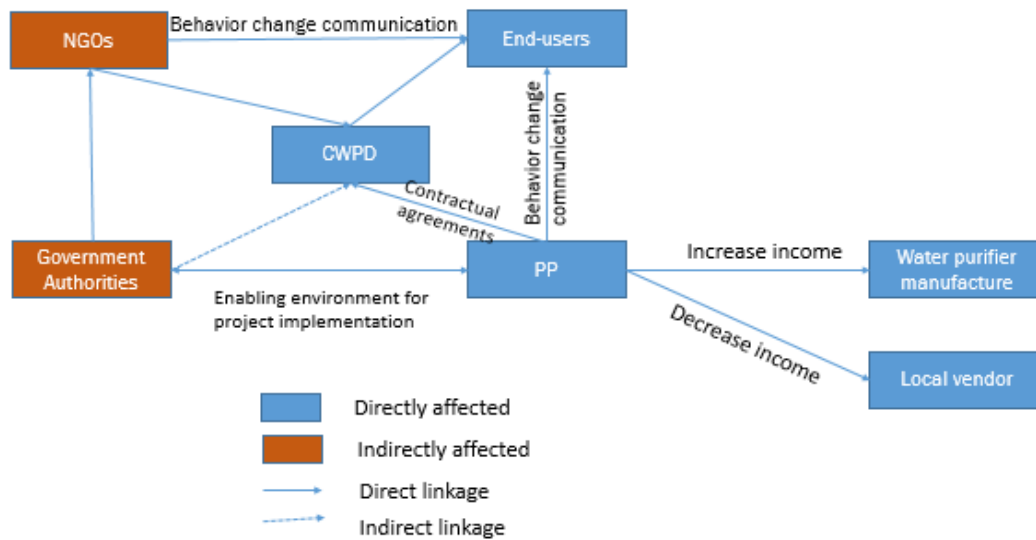 NGOs
Behavior change communication
End-users
CWPD
Behavior change
communication
Contractual
agreements
Government
Authorities
PP
Increase income
Water purifier
manufacture
Enabling environment for
project implementation
Decrease income
Local vendor
Directly affected
Indirectly affected
Direct linkage
Indirect linkage